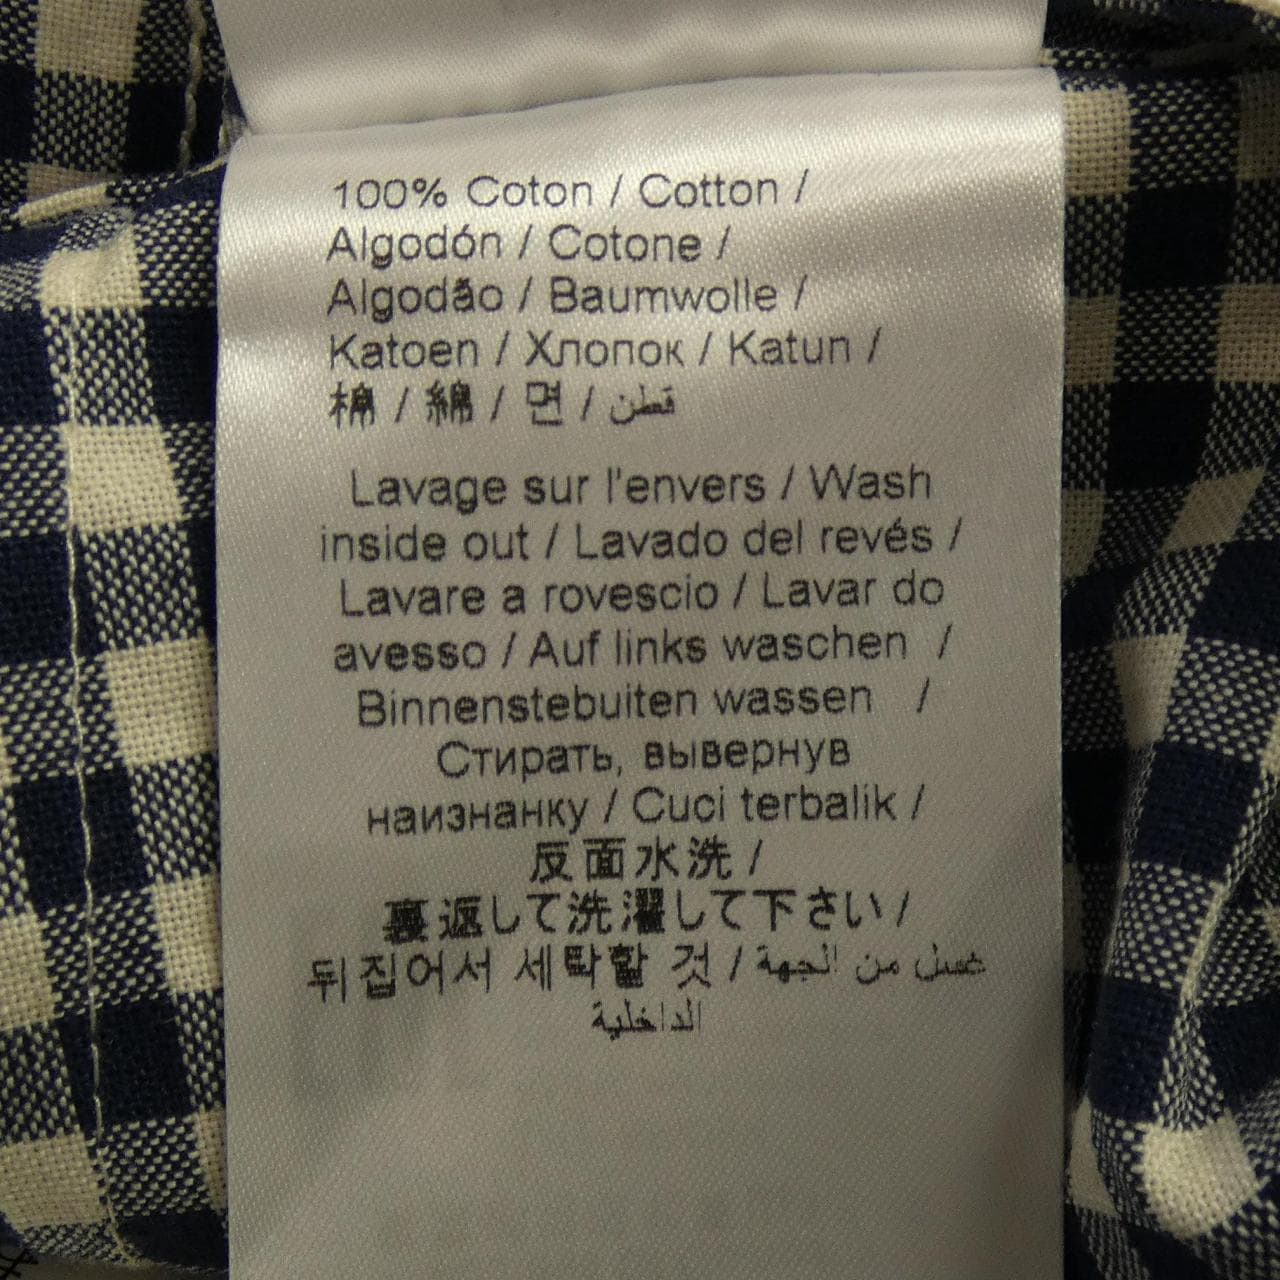 100% Coton / Cotton /
Algodón / Cotone /
Algodão / Baumwolle /
Katoen / Хлопок / Katun /
棉 / 綿 / 면 / قطن
Lavage sur l'envers / Wash
inside out / Lavado del revés /
Lavare a rovescio / Lavar do
avesso / Auf links waschen /
Binnenstebuiten wassen /
Стирать, вывернув
наизнанку / Cuci terbalik /
反面水洗 /
裏返して洗濯して下さい /
뒤집어서 세탁할 것 / غسل من الجهة
الداخلية